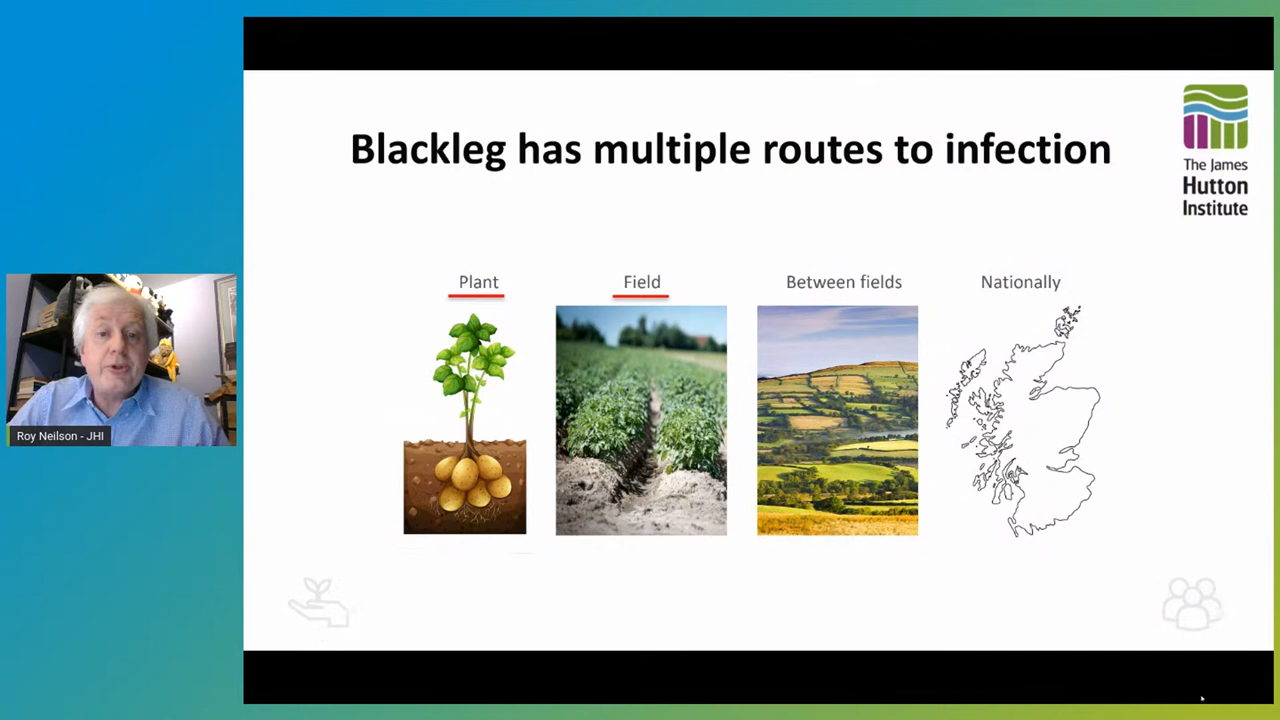 Blackleg has multiple routes to infection
The James
Hutton
Institute
Plant
Field
Between fields
Nationally
Roy Neilson - JHI